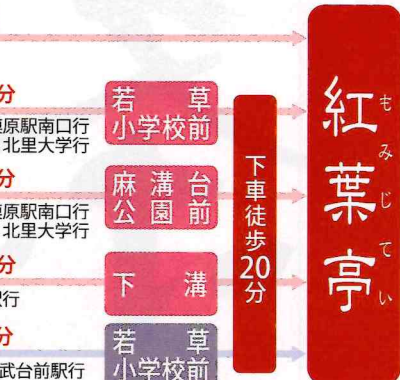 分
若草
小学校前
原駅南口行
北里大学行
分
麻溝台
公園前
原駅南口行
北里大学行
分
下溝
行
分
若草
小学校前
武台前駅行
下車徒歩20分
紅葉亭
もみじてい